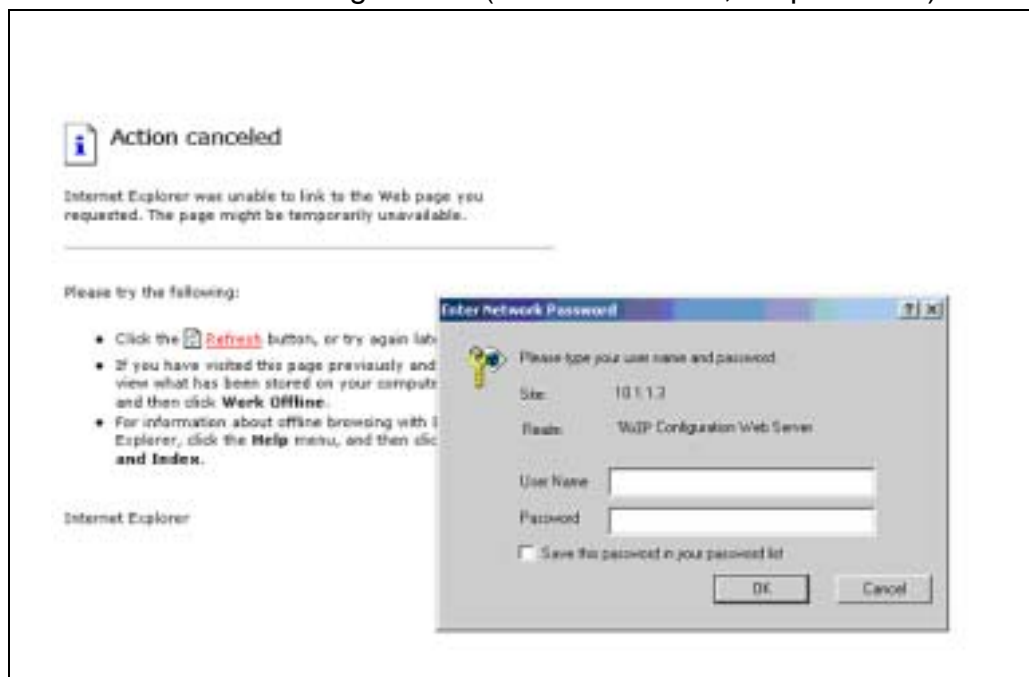 Action canceled
Internet Explorer was unable to link to the Web page you
requested. The page might be temporarily unavailable.
Please try the following:
• Click the Refresh button, or try again late
• If you have visited this page previously and
view what has been stored on your compute
and then click Work Offline.
• For information about offline browsing with I
Explorer, click the Help menu, and then clic
and Index.
Internet Explorer
Enter Network Password
Please type your user name and password.
Site: 10.1.1.3
Realm VoIP Configuration Web Server
User Name
Password
Save this password in your password list
OK
Cancel